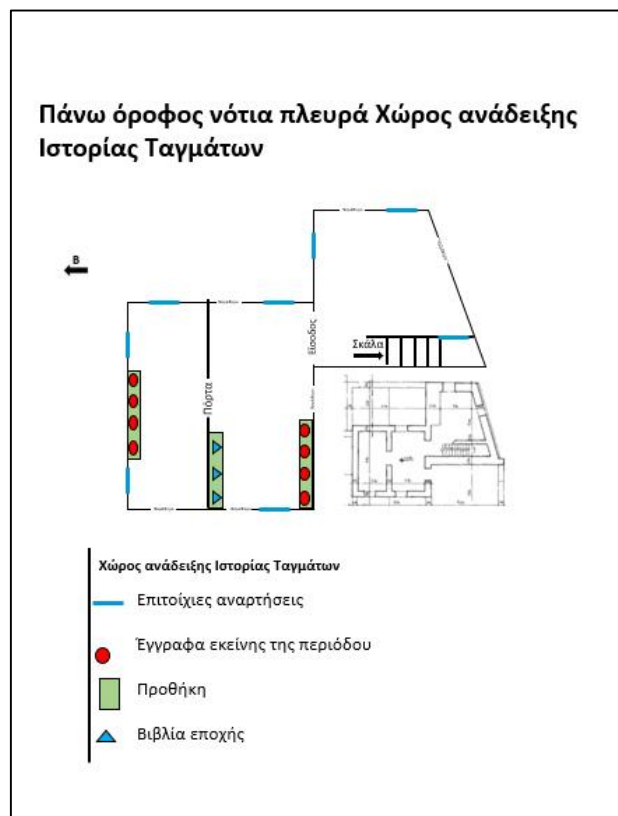 Πάνω όροφος νότια πλευρά Χώρος ανάδειξης
Ιστορίας Ταγμάτων
Β
Είσοδος
Σκάλα
Πόρτα
Χώρος ανάδειξης Ιστορίας Ταγμάτων
Επιτοίχιες αναρτήσεις
Έγγραφα εκείνης της περιόδου
Προθήκη
Βιβλία εποχής